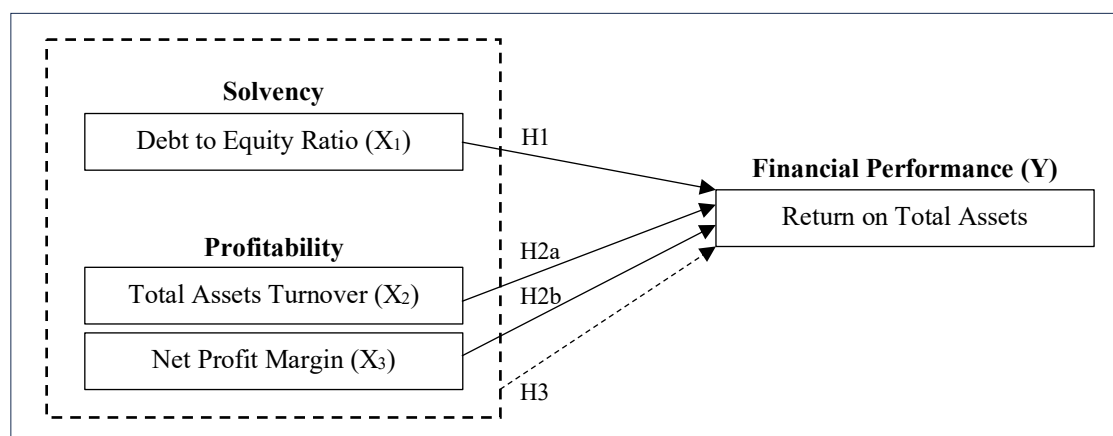 Solvency
Debt to Equity Ratio (X₁)
H1
Financial Performance (Y)
Return on Total Assets
Profitability
H2a
Total Assets Turnover (X₂)
H2b
Net Profit Margin (X₃)
H3